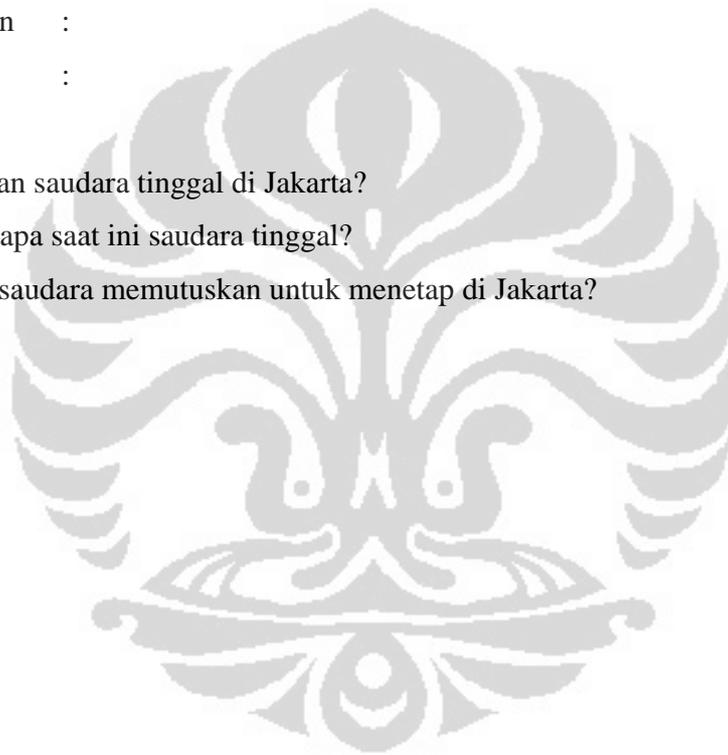 n :
:
an saudara tinggal di Jakarta?
apa saat ini saudara tinggal?
saudara memutuskan untuk menetap di Jakarta?